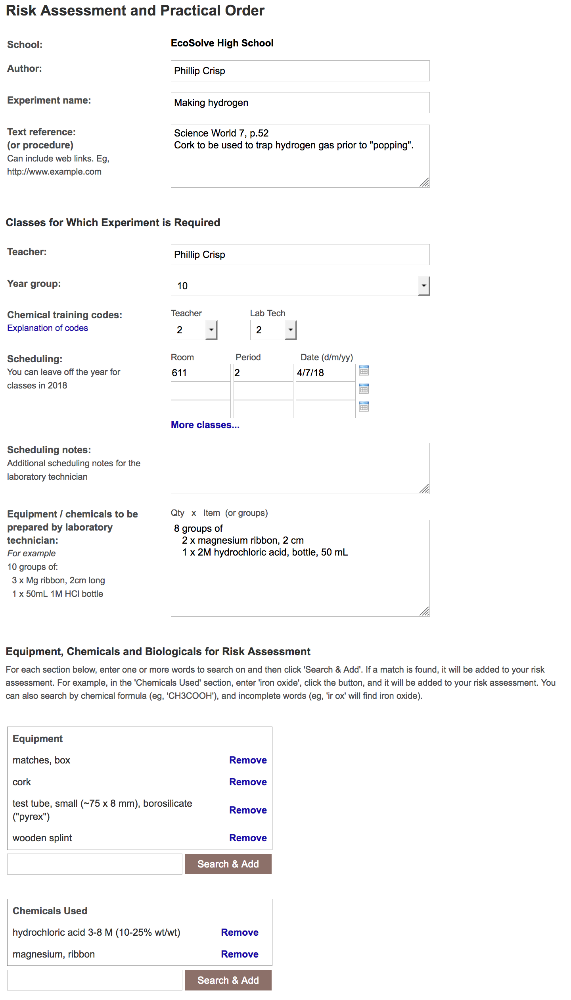 Risk Assessment and Practical Order
School:
EcoSolve High School
Author:
Phillip Crisp
Experiment name:
Making hydrogen
Text reference:
(or procedure)
Can include web links. Eg,
http://www.example.com
Science World 7, p.52
Cork to be used to trap hydrogen gas prior to "popping".
Classes for Which Experiment is Required
Teacher:
Phillip Crisp
Year group:
10
Chemical training codes:
Explanation of codes
Teacher Lab Tech
2 2
Scheduling:
You can leave off the year for
classes in 2018
Room Period Date (d/m/yy)
611 2 4/7/18
More classes...
Scheduling notes:
Additional scheduling notes for the
laboratory technician
Equipment / chemicals to be
prepared by laboratory
technician:
For example
10 groups of:
3 x Mg ribbon, 2cm long
1 x 50mL 1M HCl bottle
Qty x Item (or groups)
8 groups of
2 x magnesium ribbon, 2 cm
1 x 2M hydrochloric acid, bottle, 50 mL
Equipment, Chemicals and Biologicals for Risk Assessment
For each section below, enter one or more words to search on and then click 'Search & Add'. If a match is found, it will be added to your risk
assessment. For example, in the 'Chemicals Used' section, enter 'iron oxide', click the button, and it will be added to your risk assessment. You
can also search by chemical formula (eg, 'CH3COOH'), and incomplete words (eg, 'ir ox' will find iron oxide).
Equipment
matches, box Remove
cork Remove
test tube, small (~75 x 8 mm), borosilicate
("pyrex") Remove
wooden splint Remove
Search & Add
Chemicals Used
hydrochloric acid 3-8 M (10-25% wt/wt) Remove
magnesium, ribbon Remove
Search & Add